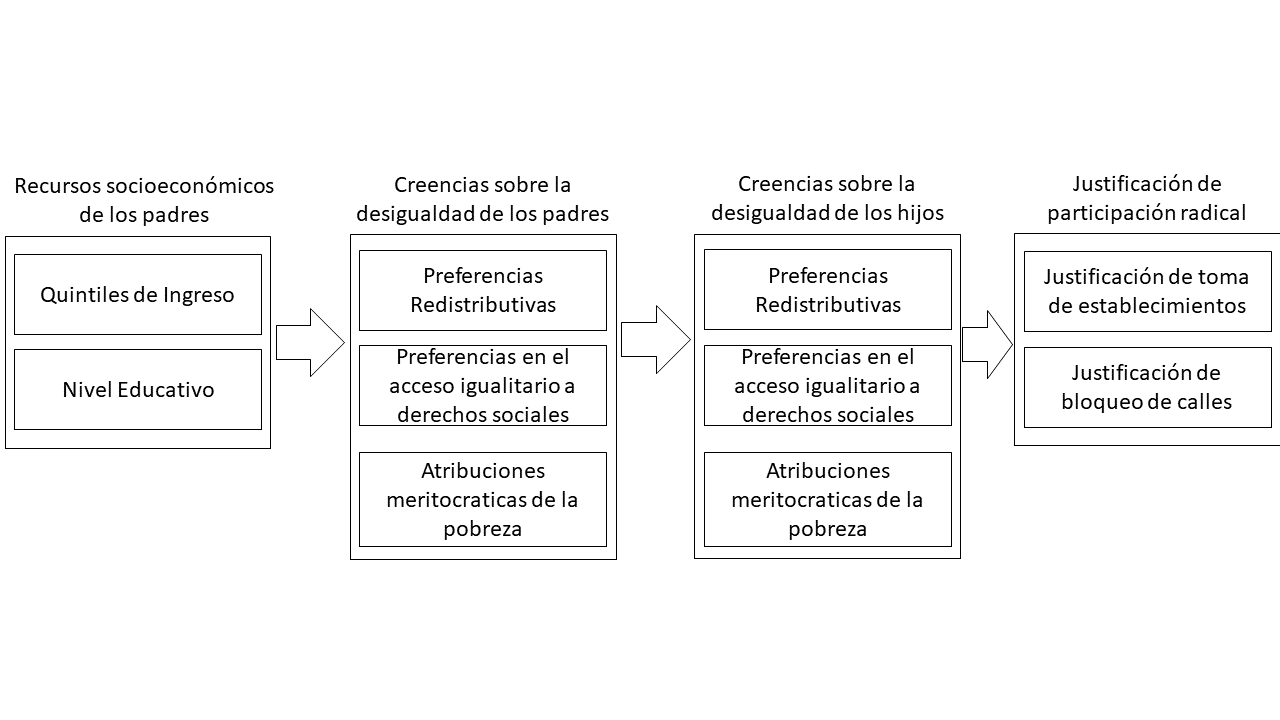 Recursos socioeconómicos
de los padres
Quintiles de Ingreso
Nivel Educativo
Creencias sobre la
desigualdad de los padres
Preferencias
Redistributivas
Preferencias en el
acceso igualitario a
derechos sociales
Atribuciones
meritocraticas de la
pobreza
Creencias sobre la
desigualdad de los hijos
Preferencias
Redistributivas
Preferencias en el
acceso igualitario a
derechos sociales
Atribuciones
meritocraticas de la
pobreza
Justificación de
participación radical
Justificación de toma
de establecimientos
Justificación de
bloqueo de calles